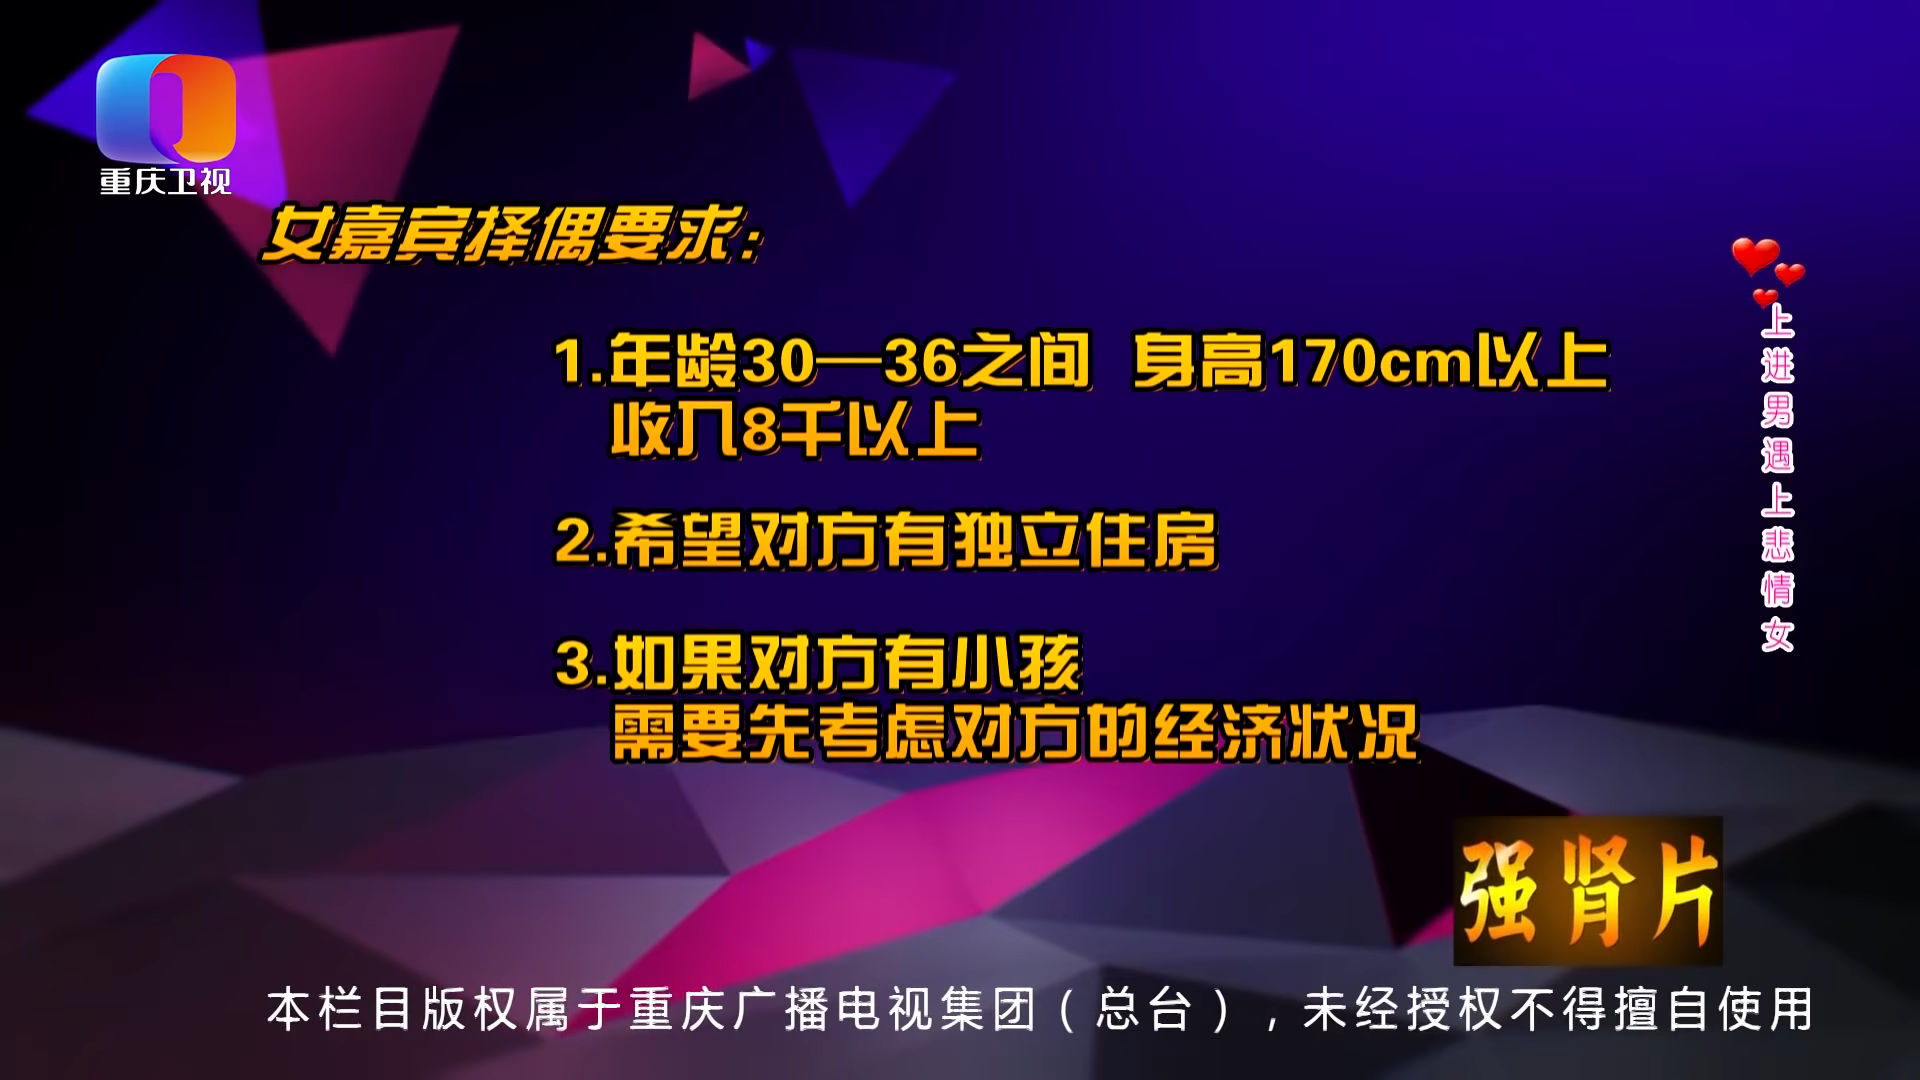 重庆卫视
女嘉宾择偶要求：
1.年龄30—36之间 身高170cm以上
收入8千以上
2.希望对方有独立住房
3.如果对方有小孩
需要先考虑对方的经济状况
上进男遇上悲情女
强肾片
本栏目版权属于重庆广播电视集团（总台），未经授权不得擅自使用